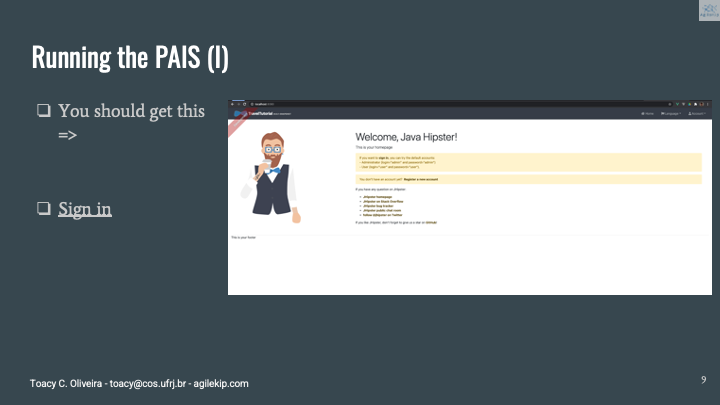 agilekip
Running the PAIS (I)
❏ You should get this
=>
❏ Sign in
TravelTutorial
Home
Language
Account
Welcome, Java Hipster!
This is your homepage
If you want to sign in, you can try the default accounts:
- Administrator (login="admin" and password="admin")
- User (login="user" and password="user").
You don't have an account yet? Register a new account
If you have any question on JHipster:
JHipster homepage
JHipster on Stack Overflow
JHipster bug tracker
JHipster public chat room
follow @jhipster on Twitter
If you like JHipster, don't forget to give us a star on GitHub!
This is your footer
Toacy C. Oliveira - toacy@cos.ufrj.br - agilekip.com
9